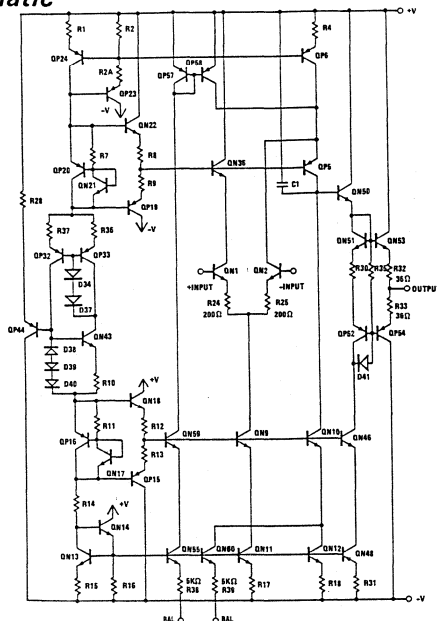 matic
+V
R1
R2
R4
QP24
QP6
R2A
QP57
QP58
QP23
-V
QN22
R7
R8
QN35
QP5
QP20
QN21
R9
C1
QN50
R28
QP19
-V
R37
R36
QN51
QN53
QP32
QP33
QN1
QN2
R30
R35
R32
36Ω
D34
+INPUT
-INPUT
OUTPUT
R24
R25
R33
36Ω
D37
200Ω
200Ω
QP44
QN43
QP52
QP54
D38
D39
R10
D41
D40
+V
QN18
R11
R12
QP16
QN59
QN9
QN10
QN46
R13
QN17
QP15
R14
+V
QN14
QN13
QN55
QN60
QN11
QN12
QN48
R15
R16
5KΩ
R38
5KΩ
R39
R17
R18
R31
-V
BAL
BAL